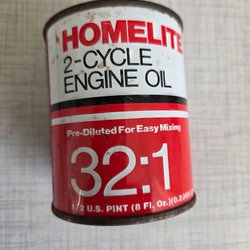 HOMELITE
2-CYCLE
ENGINE OIL
Pre-Diluted For Easy Mixing
32:1
1/2 U.S. PINT (8 Fl. Oz.)